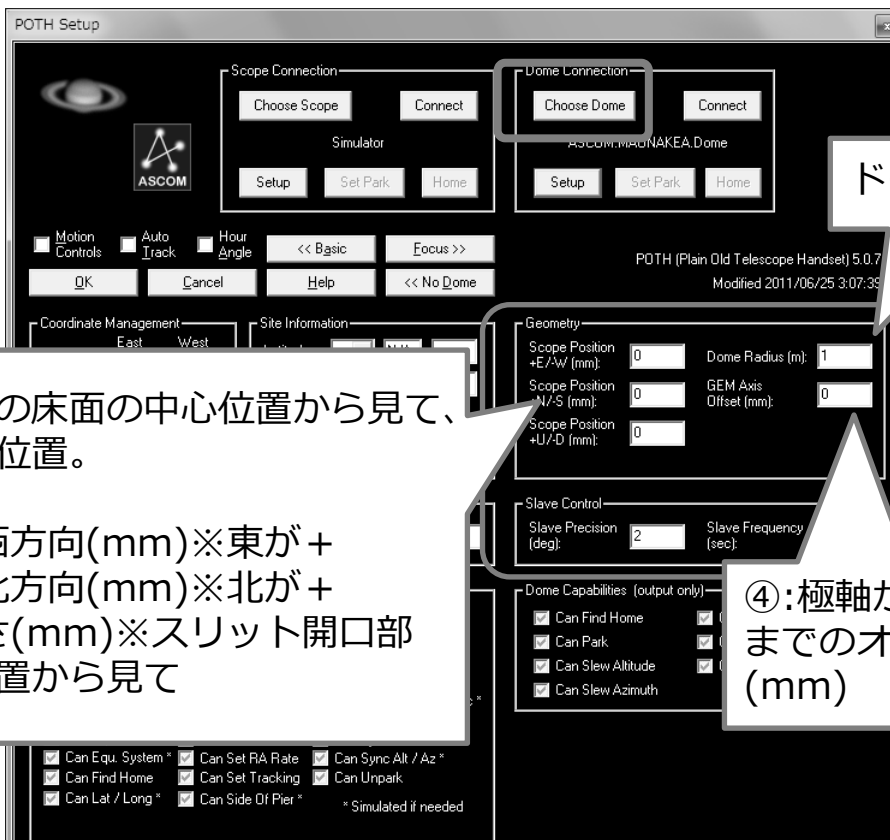 POTH Setup
Scope Connection
Choose Scope
Connect
Simulator
Setup
Set Park
Home
Dome Connection
Choose Dome
Connect
ASCOM.MAUNAKEA.Dome
Setup
Set Park
Home
ASCOM
ド
Motion Controls
Auto Track
Hour Angle
<< Basic
Focus >>
OK
Cancel
Help
<< No Dome
POTH (Plain Old Telescope Handset) 5.0.7
Modified 2011/06/25 3:07:39
Coordinate Management
East
West
Site Information
Geometry
Scope Position
+E/-W (mm):
0
Dome Radius (m):
1
Scope Position
+N/-S (mm):
0
GEM Axis
Offset (mm):
0
Scope Position
+U/-D (mm):
0
の床面の中心位置から見て、
位置。
方向(mm)※東が+
方向(mm)※北が+
(mm)※スリット開口部
置から見て
Slave Control
Slave Precision
(deg):
2
Slave Frequency
(sec):
④:極軸
までのオ
(mm)
Dome Capabilities (output only)
Can Find Home
Can Park
Can Slew Altitude
Can Slew Azimuth
Can Equ. System *
Can Set RA Rate
Can Sync Alt / Az *
Can Find Home
Can Set Tracking
Can Unpark
Can Lat / Long *
Can Side Of Pier *
* Simulated if needed